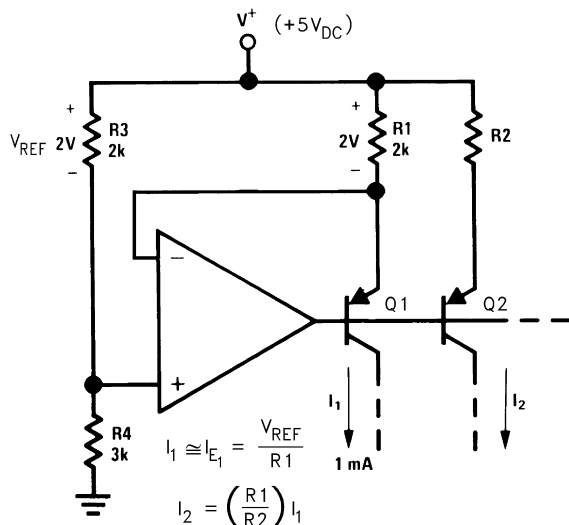 V+ (+5VDC)
+
R3
VREF 2V
2k
−
+
R1
2V
2k
−
R2
−
Q1
Q2
+
R4
3k
I1
I2
1 mA
I1 ≅ IE1 = VREF / R1
I2 = (R1 / R2) I1